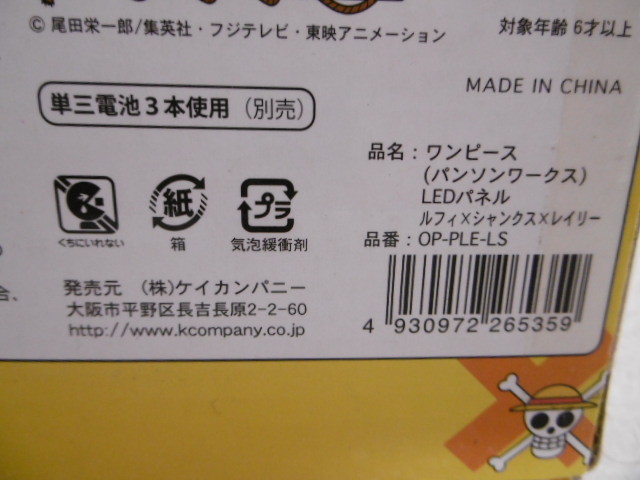 © 尾田栄一郎/集英社・フジテレビ・東映アニメーション
対象年齢 6才以上
MADE IN CHINA
単三電池3本使用(別売)
くちにいれない
紙
箱
プラ
気泡緩衝剤
発売元 (株)ケイカンパニー
大阪市平野区長吉長原2-2-60
http://www.kcompany.co.jp
品名:ワンピース
(パンソンワークス)
LEDパネル
ルフィ×シャンクス×レイリー
品番:OP-PLE-LS
4 930972 265359